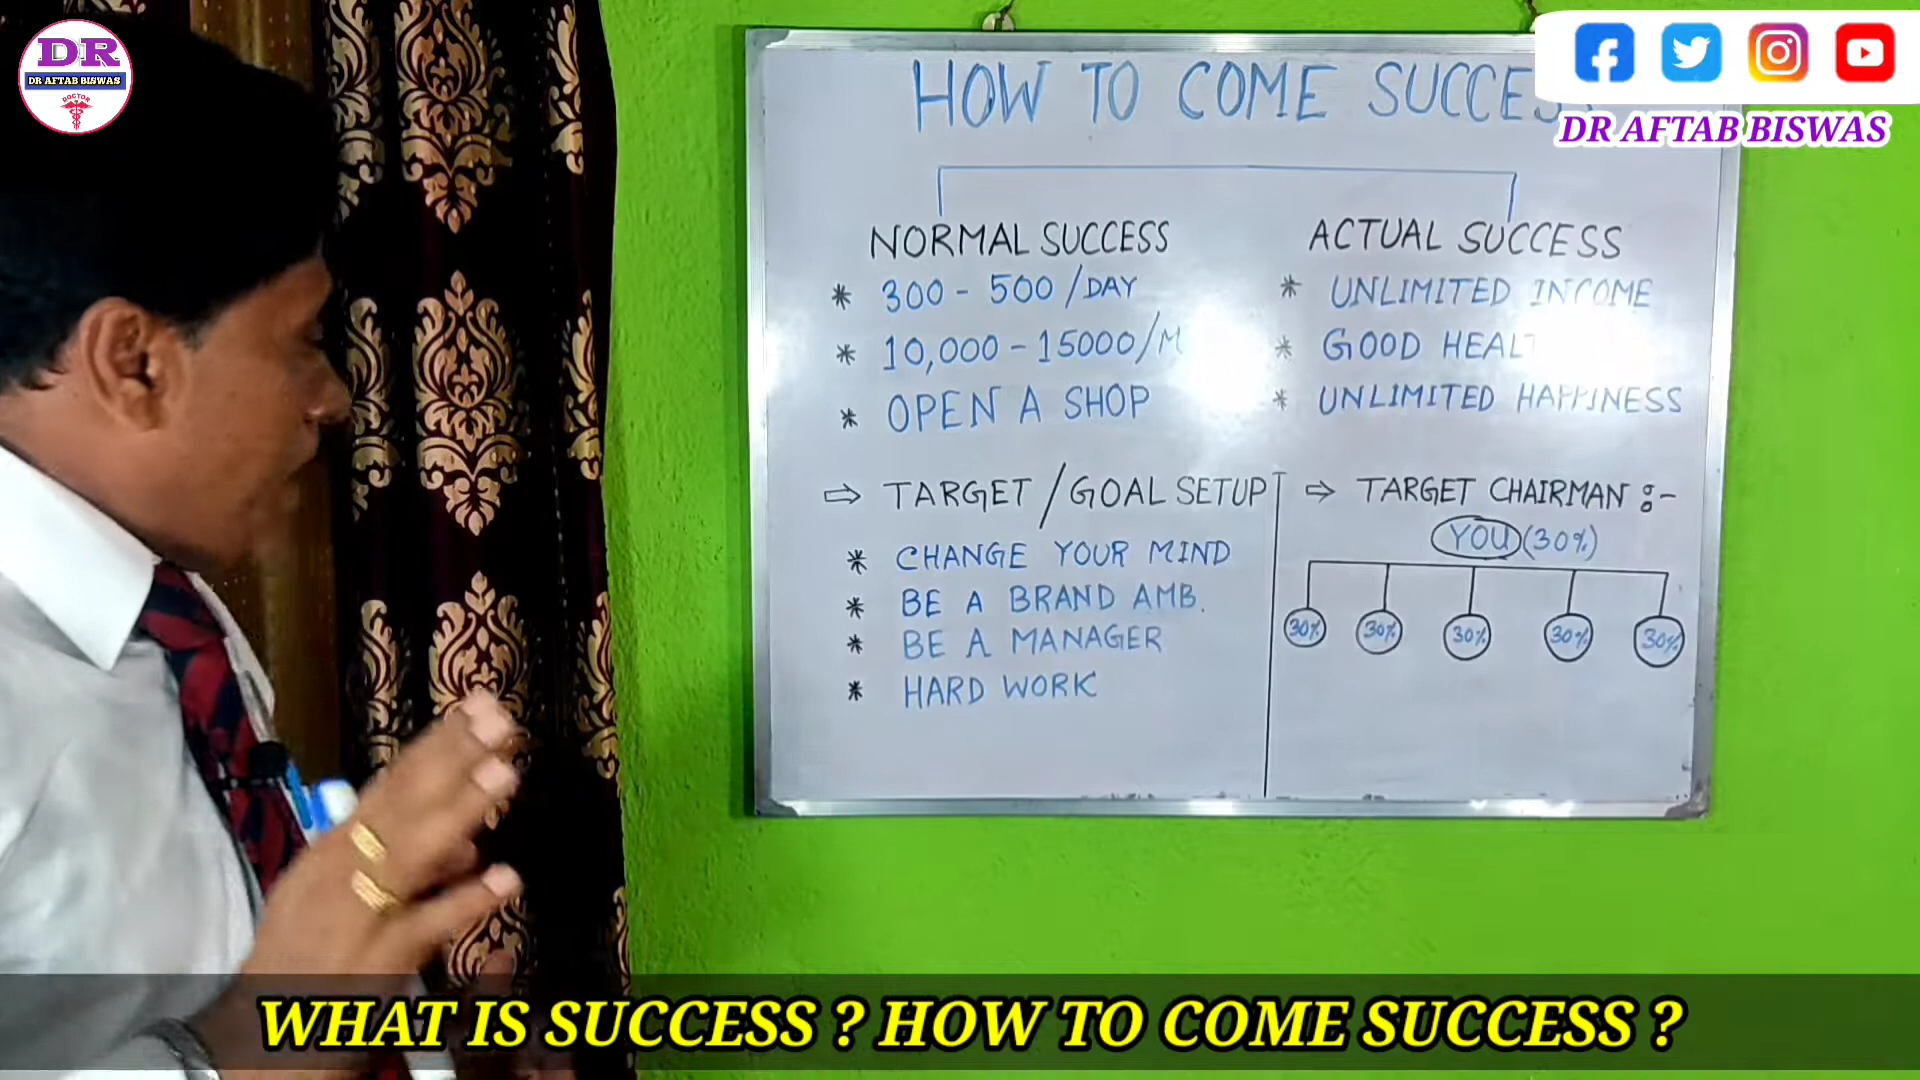 DR
DR AFTAB BISWAS
DOCTOR
DR AFTAB BISWAS
HOW TO COME
NORMAL SUCCESS
* 300 - 500 /DAY
* 10,000 - 15000/M
* OPEN A SHOP
ACTUAL SUCCESS
* UNLIMITED INCOME
* GOOD
* UNLIMITED HAPPINESS
⇨ TARGET / GOAL SETUP
* CHANGE YOUR MIND
* BE A BRAND AMB.
* BE A MANAGER
* HARD WORK
⇨ TARGET CHAIRMAN :-
YOU (30%)
30% 30% 30% 30% 30%
WHAT IS SUCCESS ? HOW TO COME SUCCESS ?